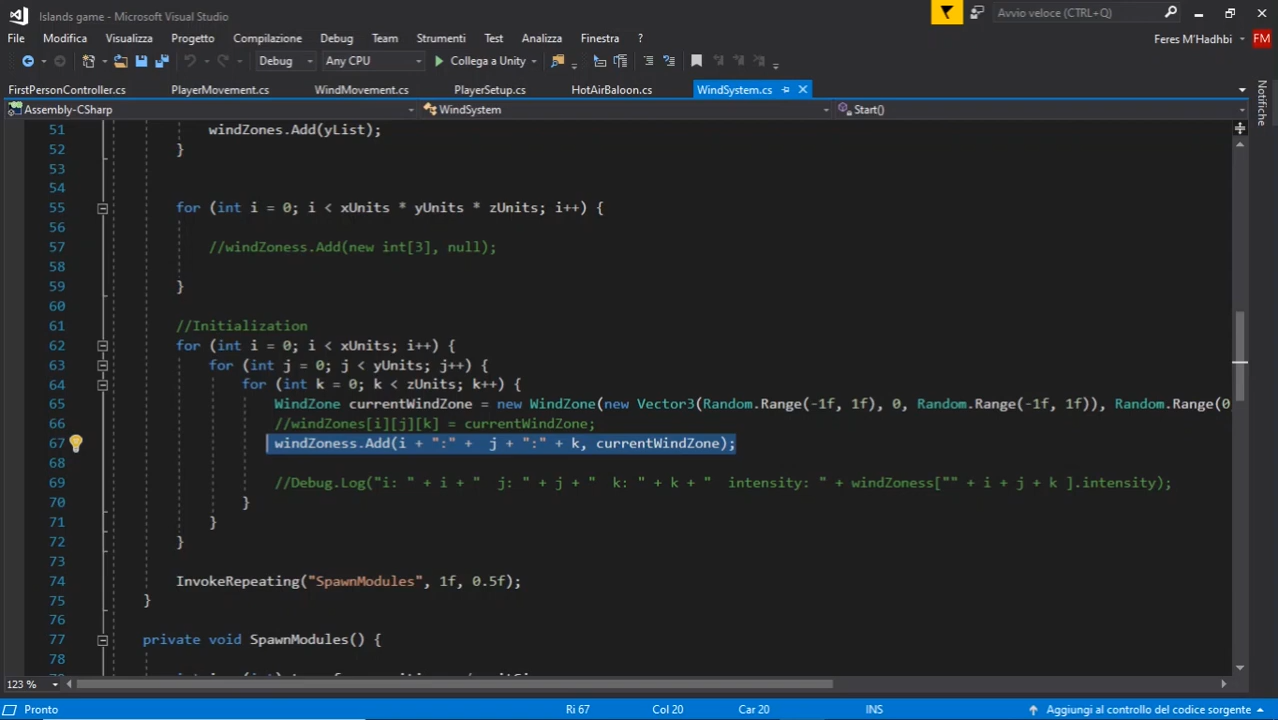 Islands game - Microsoft Visual Studio
Avvio veloce (CTRL+Q)
File Modifica Visualizza Progetto Compilazione Debug Team Strumenti Test Analizza Finestra ?
Feres M'Hadhbi FM
Debug Any CPU Collega a Unity
FirstPersonController.cs PlayerMovement.cs WindMovement.cs PlayerSetup.cs HotAirBaloon.cs WindSystem.cs
Notifiche
Assembly-CSharp WindSystem Start()
51 windZones.Add(yList);
52 }
53
54
55 for (int i = 0; i < xUnits * yUnits * zUnits; i++) {
56
57 //windZoness.Add(new int[3], null);
58
59 }
60
61 //Initialization
62 for (int i = 0; i < xUnits; i++) {
63 for (int j = 0; j < yUnits; j++) {
64 for (int k = 0; k < zUnits; k++) {
65 WindZone currentWindZone = new WindZone(new Vector3(Random.Range(-1f, 1f), 0, Random.Range(-1f, 1f)), Random.Range(0
66 //windZones[i][j][k] = currentWindZone;
67 windZoness.Add(i + ":" + j + ":" + k, currentWindZone);
68
69 //Debug.Log("i: " + i + " j: " + j + " k: " + k + " intensity: " + windZoness["" + i + j + k ].intensity);
70 }
71 }
72 }
73
74 InvokeRepeating("SpawnModules", 1f, 0.5f);
75 }
76
77 private void SpawnModules() {
78
123 %
Pronto Ri 67 Col 20 Car 20 INS Aggiungi al controllo del codice sorgente